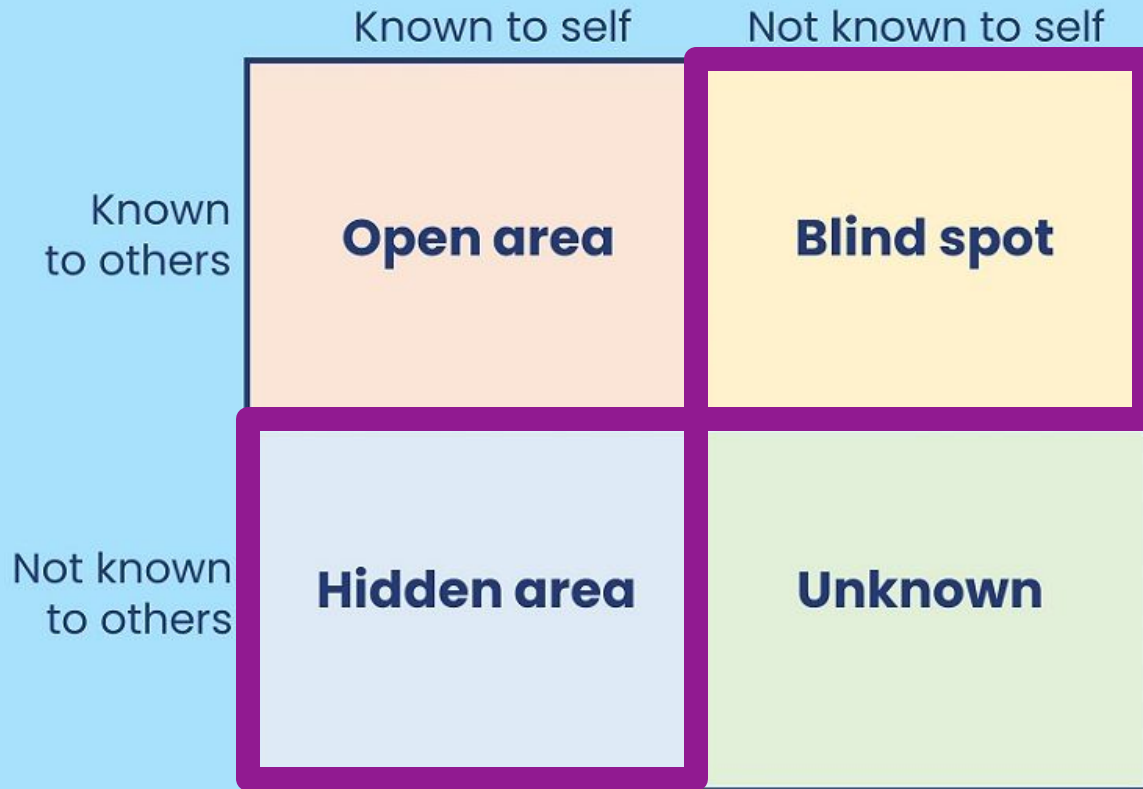 Known to self
Not known to self
Known
to others
Open area
Blind spot
Not known
to others
Hidden area
Unknown